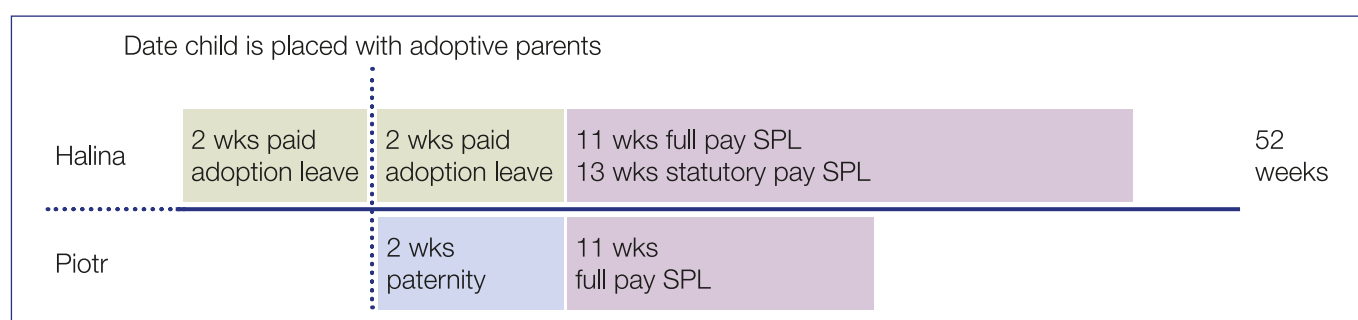 Date child is placed with adoptive parents
Halina
2 wks paid
adoption leave
2 wks paid
adoption leave
11 wks full pay SPL
13 wks statutory pay SPL
52
weeks
Piotr
2 wks
paternity
11 wks
full pay SPL